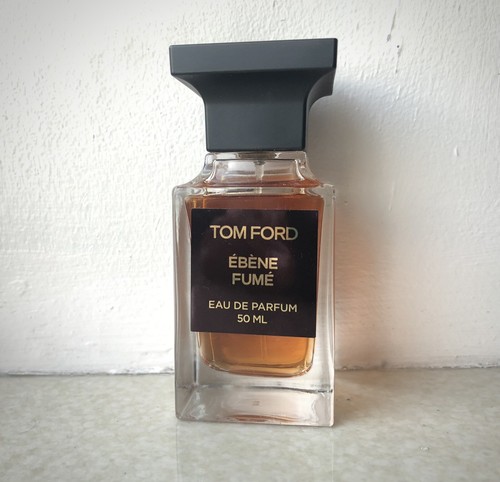 TOM FORD
ÉBÈNE
FUMÉ
EAU DE PARFUM
50 ML